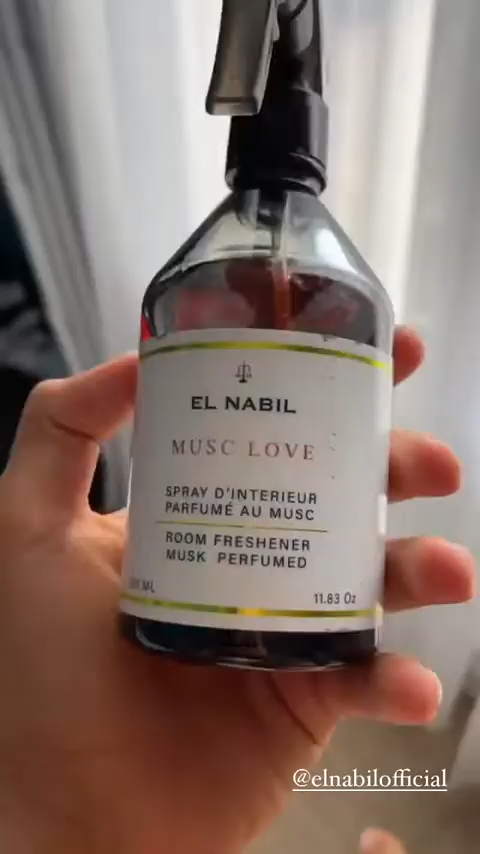 EL NABIL
MUSC LOVE
SPRAY D'INTERIEUR
PARFUMÉ AU MUSC
ROOM FRESHENER
MUSK PERFUMED
ML
11.83 Oz
@elnabilofficial